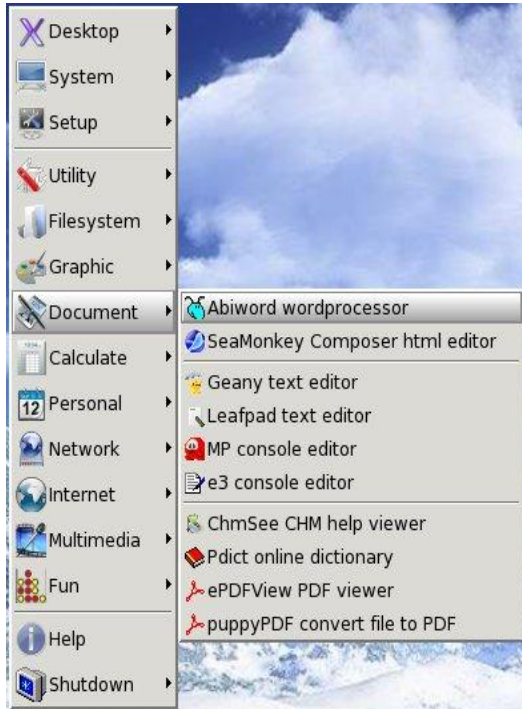 Desktop
System
Setup
Utility
Filesystem
Graphic
Document
Calculate
12 Personal
Network
Internet
Multimedia
Fun
Help
Shutdown
Abiword wordprocessor
SeaMonkey Composer html editor
Geany text editor
Leafpad text editor
MP console editor
e3 console editor
ChmSee CHM help viewer
Pdict online dictionary
ePDFView PDF viewer
puppyPDF convert file to PDF